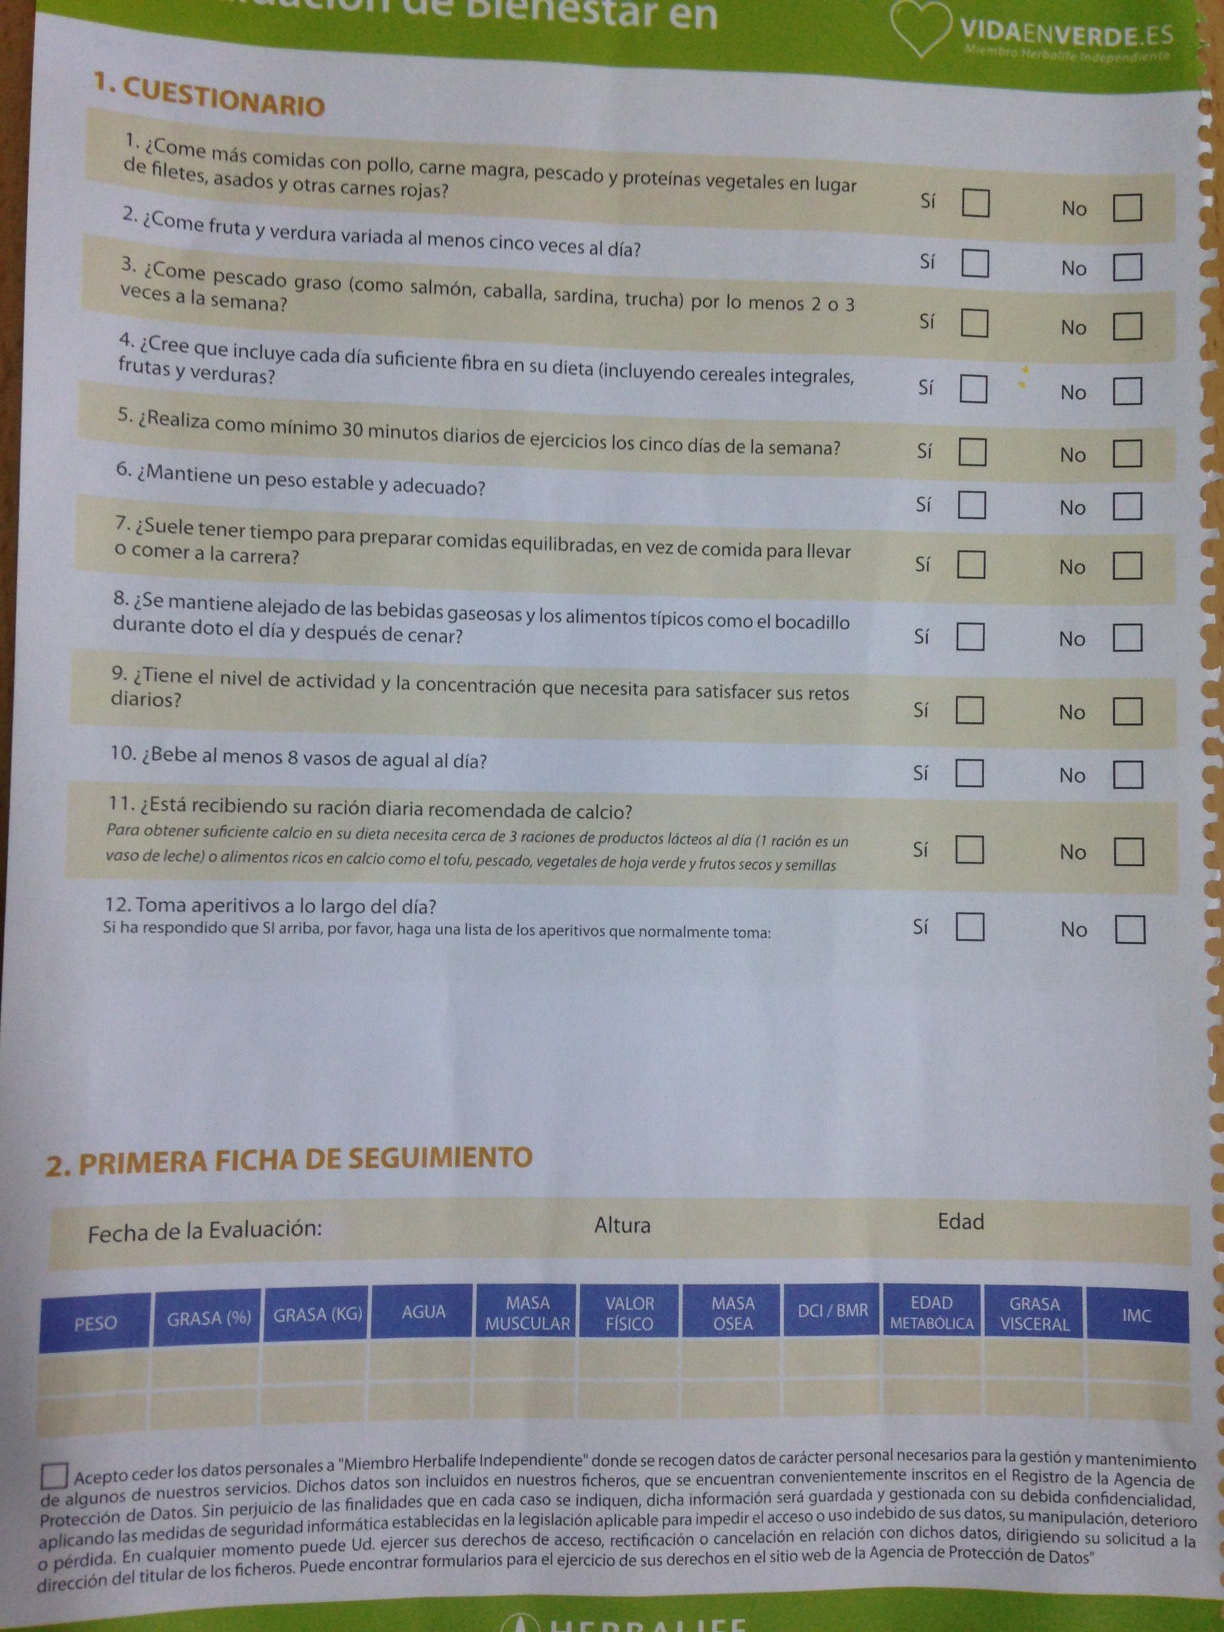 de Bienestar en
VIDAENVERDE.ES
Miembro Herbalife Independiente
1. CUESTIONARIO
1. ¿Come más comidas con pollo, carne magra, pescado y proteínas vegetales en lugar
de filetes, asados y otras carnes rojas?
Sí No
2. ¿Come fruta y verdura variada al menos cinco veces al día?
Sí No
3. ¿Come pescado graso (como salmón, caballa, sardina, trucha) por lo menos 2 o 3
veces a la semana?
Sí No
4. ¿Cree que incluye cada día suficiente fibra en su dieta (incluyendo cereales integrales,
frutas y verduras?
Sí No
5. ¿Realiza como mínimo 30 minutos diarios de ejercicios los cinco días de la semana?
Sí No
6. ¿Mantiene un peso estable y adecuado?
Sí No
7. ¿Suele tener tiempo para preparar comidas equilibradas, en vez de comida para llevar
o comer a la carrera?
Sí No
8. ¿Se mantiene alejado de las bebidas gaseosas y los alimentos típicos como el bocadillo
durante doto el día y después de cenar?
Sí No
9. ¿Tiene el nivel de actividad y la concentración que necesita para satisfacer sus retos
diarios?
Sí No
10. ¿Bebe al menos 8 vasos de agual al día?
Sí No
11. ¿Está recibiendo su ración diaria recomendada de calcio?
Para obtener suficiente calcio en su dieta necesita cerca de 3 raciones de productos lácteos al día (1 ración es un
vaso de leche) o alimentos ricos en calcio como el tofu, pescado, vegetales de hoja verde y frutos secos y semillas
Sí No
12. Toma aperitivos a lo largo del día?
Si ha respondido que SI arriba, por favor, haga una lista de los aperitivos que normalmente toma:
Sí No
2. PRIMERA FICHA DE SEGUIMIENTO
Fecha de la Evaluación: Altura Edad
PESO
GRASA (%)
GRASA (KG)
AGUA
MASA
MUSCULAR
VALOR
FÍSICO
MASA
OSEA
DCI / BMR
EDAD
METABÓLICA
GRASA
VISCERAL
IMC
Acepto ceder los datos personales a "Miembro Herbalife Independiente" donde se recogen datos de carácter personal necesarios para la gestión y mantenimiento
de algunos de nuestros servicios. Dichos datos son incluidos en nuestros ficheros, que se encuentran convenientemente inscritos en el Registro de la Agencia de
Protección de Datos. Sin perjuicio de las finalidades que en cada caso se indiquen, dicha información será guardada y gestionada con su debida confidencialidad,
aplicando las medidas de seguridad informática establecidas en la legislación aplicable para impedir el acceso o uso indebido de sus datos, su manipulación, deterioro
o pérdida. En cualquier momento puede Ud. ejercer sus derechos de acceso, rectificación o cancelación en relación con dichos datos, dirigiendo su solicitud a la
dirección del titular de los ficheros. Puede encontrar formularios para el ejercicio de sus derechos en el sitio web de la Agencia de Protección de Datos"
HERBALIFE